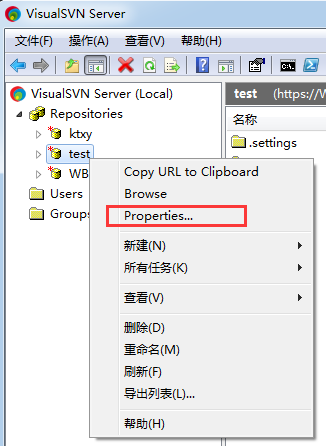 VisualSVN Server
文件(F) 操作(A) 查看(V) 帮助(H)
VisualSVN Server (Local)
Repositories
ktxy
test
WB
Users
Groups
test (https://W
名称
.settings
Copy URL to Clipboard
Browse
Properties...
新建(N)
所有任务(K)
查看(V)
删除(D)
重命名(M)
刷新(F)
导出列表(L)...
帮助(H)